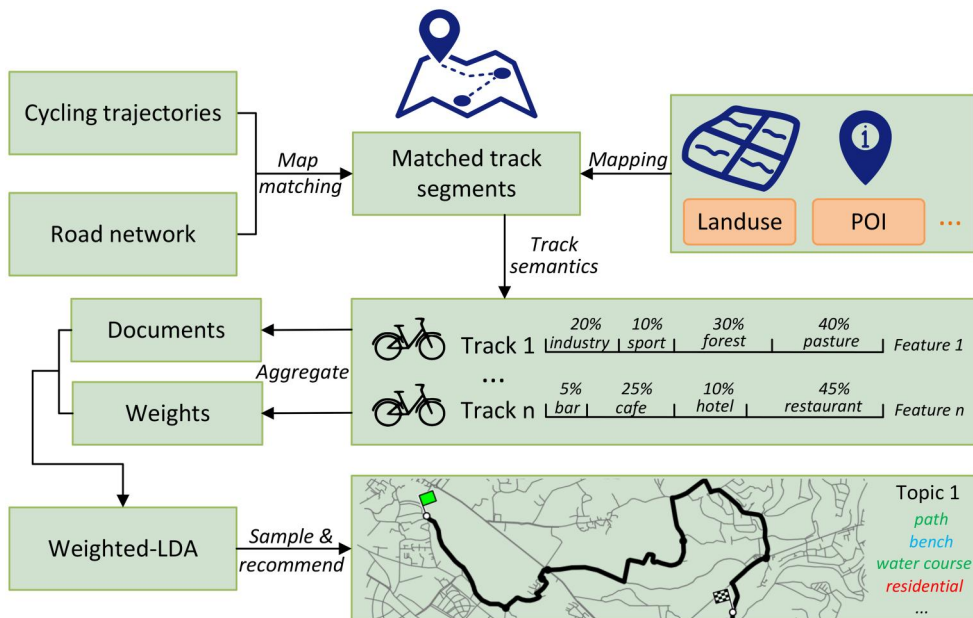 Cycling trajectories
Road network
Map
matching
Matched track
segments
Mapping
i
Landuse
POI
...
Track
semantics
Documents
Weights
Aggregate
20% 10% 30% 40%
Track 1 industry sport forest pasture Feature 1
...
5% 25% 10% 45%
Track n bar cafe hotel restaurant Feature n
Weighted-LDA
Sample &
recommend
Topic 1
path
bench
water course
residential
...